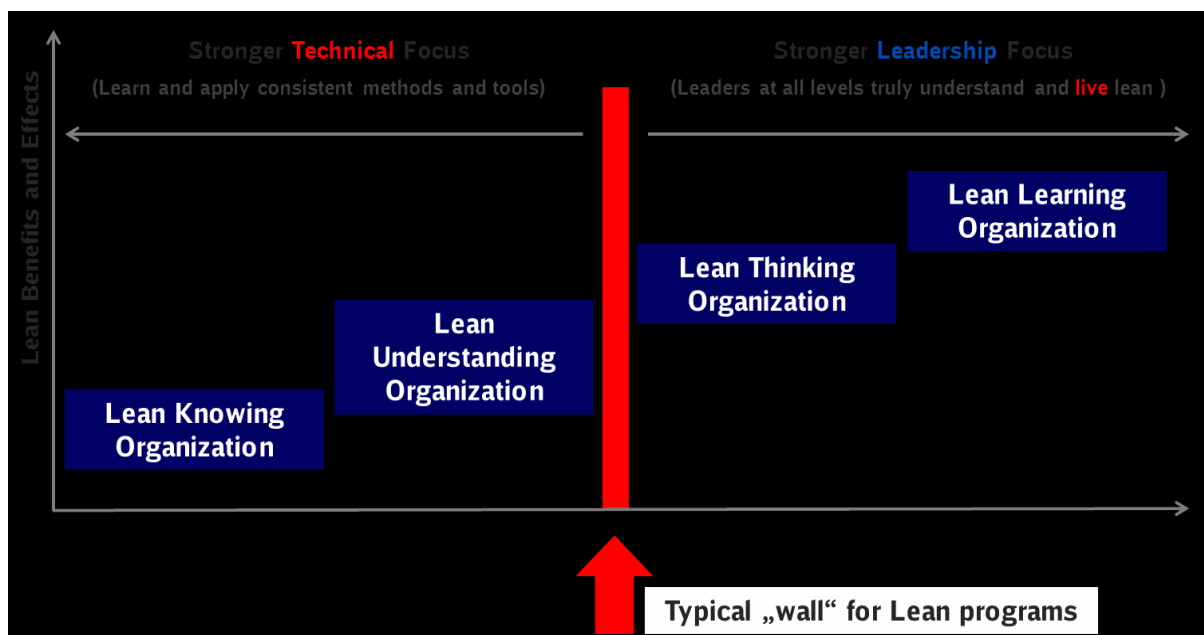 Stronger Technical Focus
(Learn and apply consistent methods and tools)
Stronger Leadership Focus
(Leaders at all levels truly understand and live lean )
Lean Benefits and Effects
Lean Learning
Organization
Lean Thinking
Organization
Lean
Understanding
Organization
Lean Knowing
Organization
Typical „wall“ for Lean programs